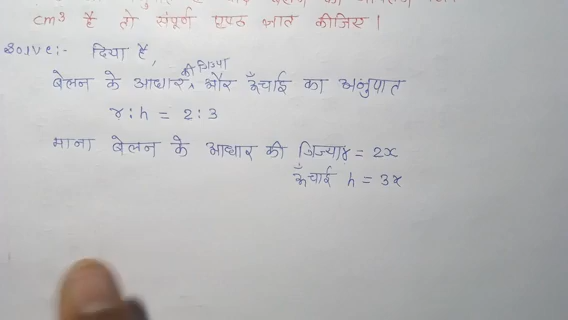 cm³ है तो संपूर्ण पृष्ठ ज्ञात कीजिए।
Solve:- दिया है,
बेलन के आधार की त्रिज्या और ऊँचाई का अनुपात
r:h = 2:3
माना बेलन के आधार की त्रिज्या r = 2x
ऊँचाई h = 3x